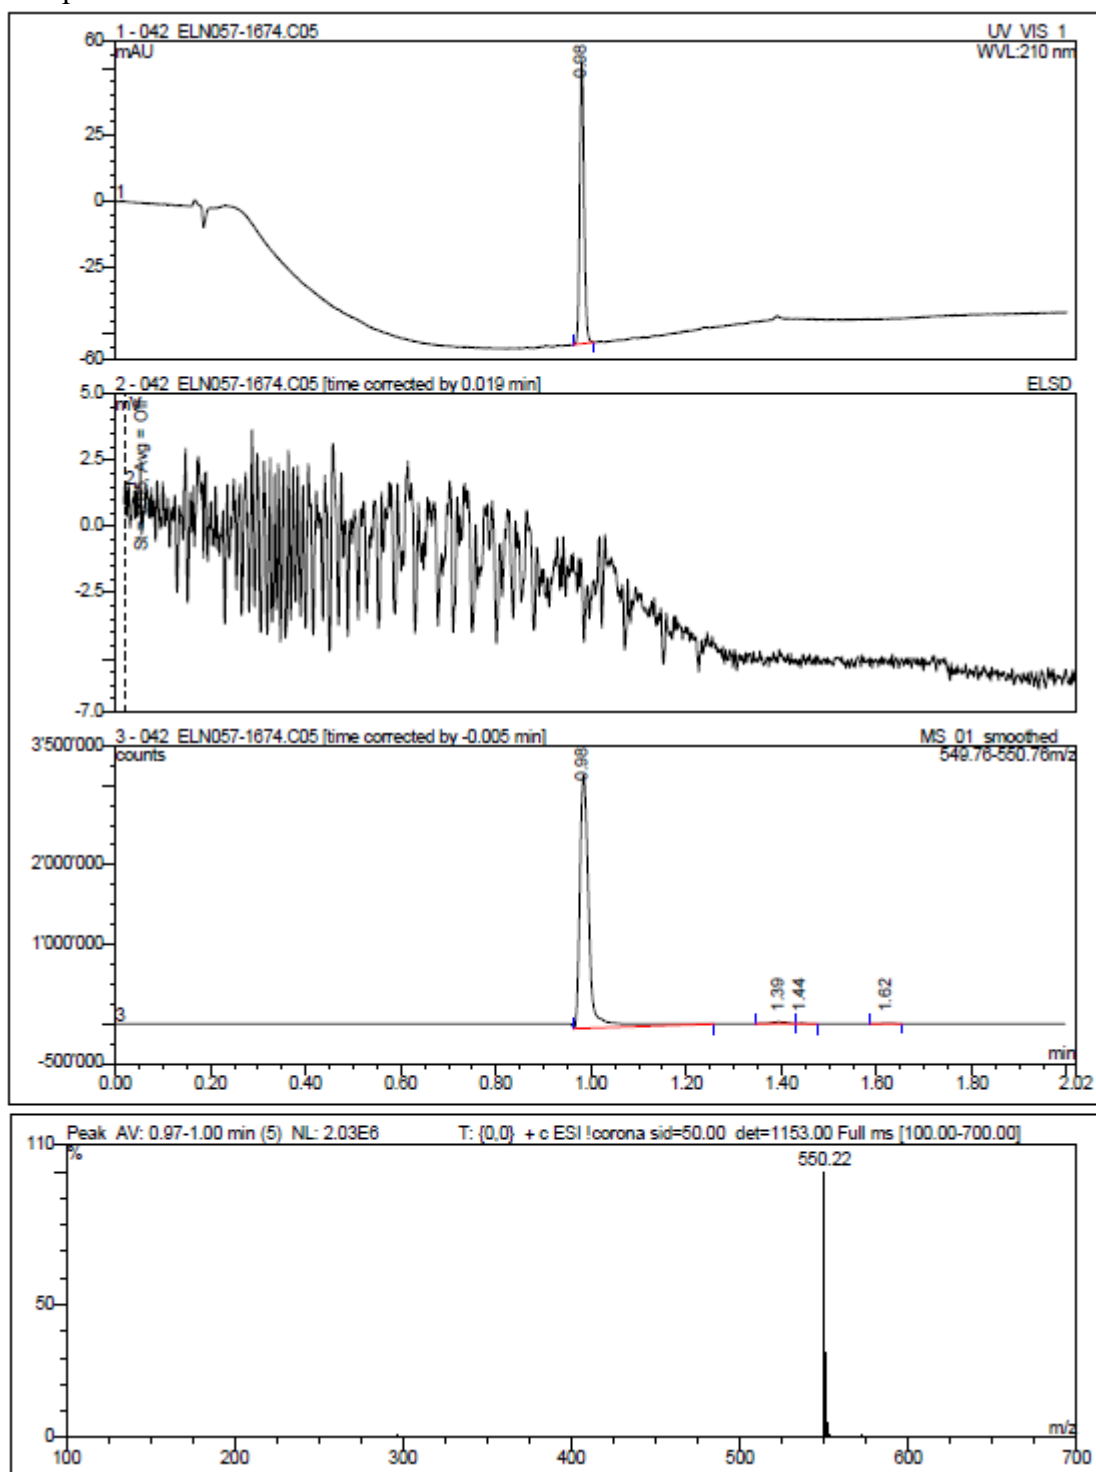 1 - 042 ELN057-1674.C05 UV_VIS_1
mAU WVL:210 nm
60
25
0
-25
-60
1
0.98
2 - 042 ELN057-1674.C05 [time corrected by 0.019 min] ELSD
5.0
2.5
0.0
-2.5
-7.0
2
Avg = Off
3 - 042 ELN057-1674.C05 [time corrected by -0.005 min] MS_01_smoothed
counts 549.76-550.76m/z
3'500'000
2'000'000
1'000'000
-500'000
3
0.98
1.39
1.44
1.62
min
0.00 0.20 0.40 0.60 0.80 1.00 1.20 1.40 1.60 1.80 2.02
Peak AV: 0.97-1.00 min (5) NL: 2.03E6 T: {0,0} + c ESI !corona sid=50.00 det=1153.00 Full ms [100.00-700.00]
%
110
50
0
550.22
m/z
100 200 300 400 500 600 700